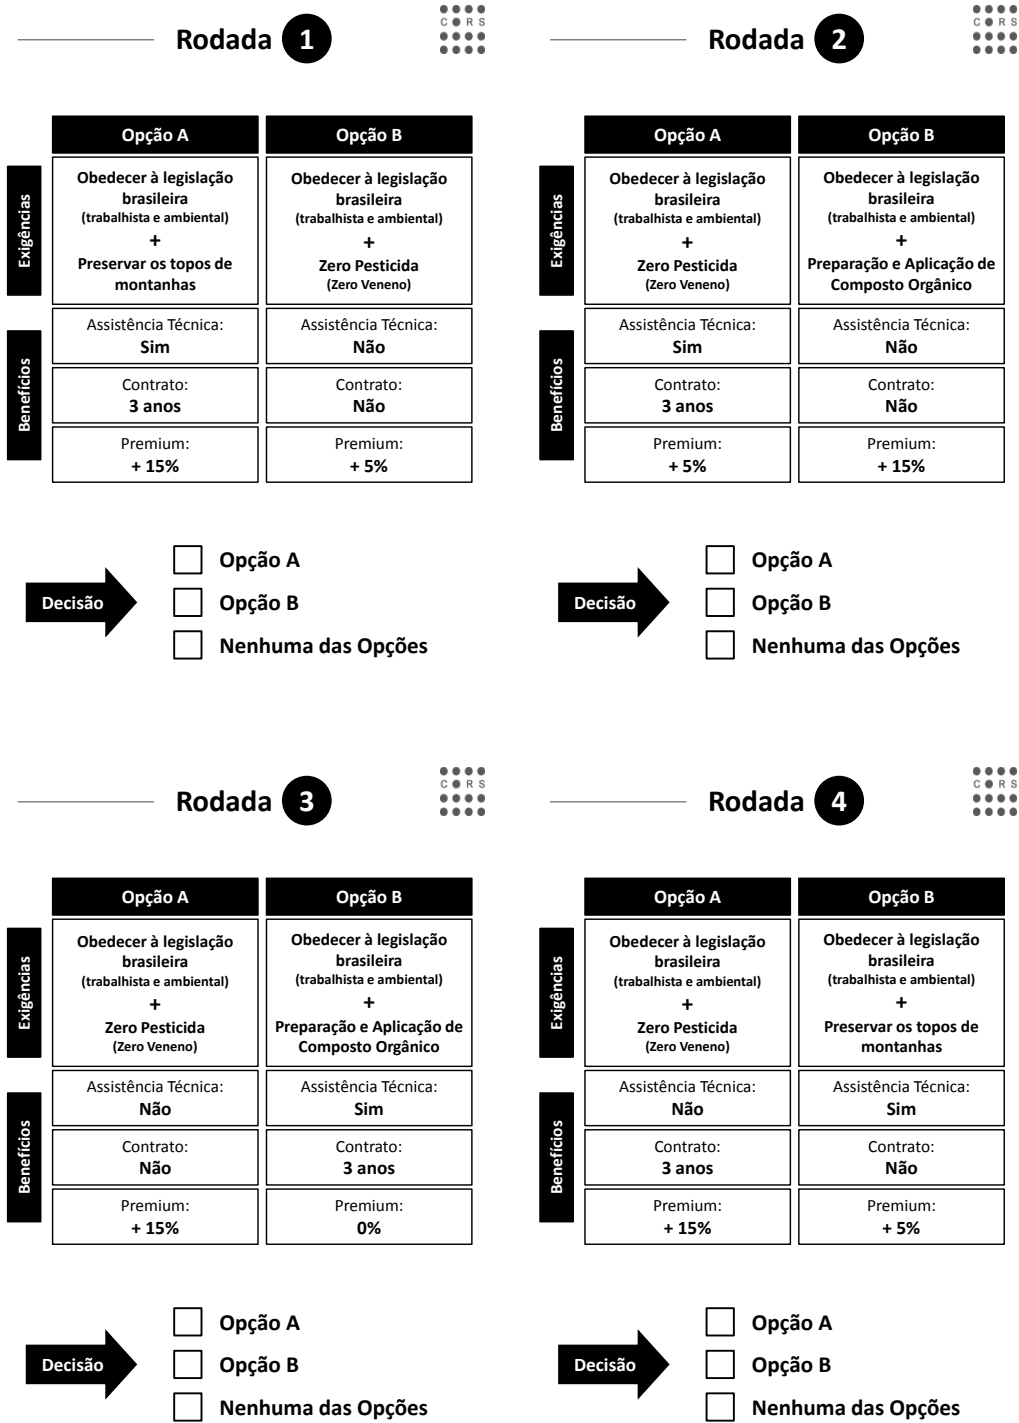 Rodada 1
C O R S
Opção A
Opção B
Exigências
Obedecer à legislação
brasileira
(trabalhista e ambiental)
+
Preservar os topos de
montanhas
Obedecer à legislação
brasileira
(trabalhista e ambiental)
+
Zero Pesticida
(Zero Veneno)
Benefícios
Assistência Técnica:
Sim
Assistência Técnica:
Não
Contrato:
3 anos
Contrato:
Não
Premium:
+ 15%
Premium:
+ 5%
Decisão
Opção A
Opção B
Nenhuma das Opções
Rodada 2
C O R S
Opção A
Opção B
Exigências
Obedecer à legislação
brasileira
(trabalhista e ambiental)
+
Zero Pesticida
(Zero Veneno)
Obedecer à legislação
brasileira
(trabalhista e ambiental)
+
Preparação e Aplicação de
Composto Orgânico
Benefícios
Assistência Técnica:
Sim
Assistência Técnica:
Não
Contrato:
3 anos
Contrato:
Não
Premium:
+ 5%
Premium:
+ 15%
Decisão
Opção A
Opção B
Nenhuma das Opções
Rodada 3
C O R S
Opção A
Opção B
Exigências
Obedecer à legislação
brasileira
(trabalhista e ambiental)
+
Zero Pesticida
(Zero Veneno)
Obedecer à legislação
brasileira
(trabalhista e ambiental)
+
Preparação e Aplicação de
Composto Orgânico
Benefícios
Assistência Técnica:
Não
Assistência Técnica:
Sim
Contrato:
Não
Contrato:
3 anos
Premium:
+ 15%
Premium:
0%
Decisão
Opção A
Opção B
Nenhuma das Opções
Rodada 4
C O R S
Opção A
Opção B
Exigências
Obedecer à legislação
brasileira
(trabalhista e ambiental)
+
Zero Pesticida
(Zero Veneno)
Obedecer à legislação
brasileira
(trabalhista e ambiental)
+
Preservar os topos de
montanhas
Benefícios
Assistência Técnica:
Não
Assistência Técnica:
Sim
Contrato:
3 anos
Contrato:
Não
Premium:
+ 15%
Premium:
+ 5%
Decisão
Opção A
Opção B
Nenhuma das Opções